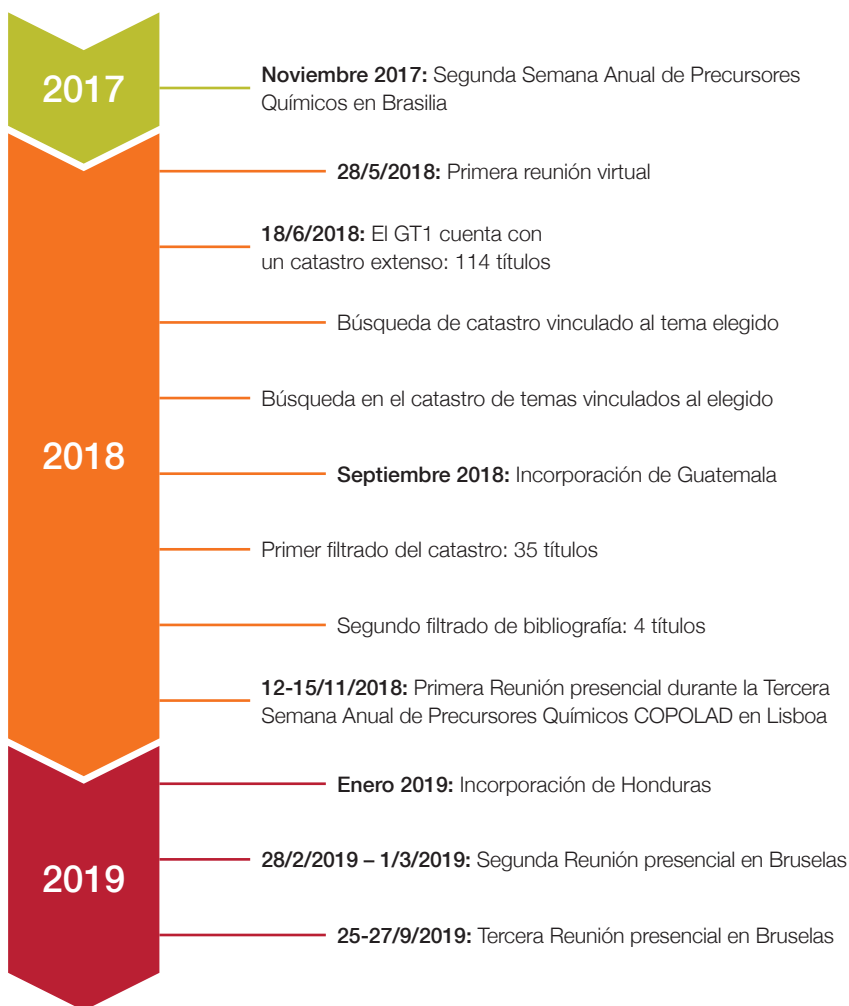 2017
Noviembre 2017: Segunda Semana Anual de Precursores
Químicos en Brasilia
28/5/2018: Primera reunión virtual
18/6/2018: El GT1 cuenta con
un catastro extenso: 114 títulos
Búsqueda de catastro vinculado al tema elegido
Búsqueda en el catastro de temas vinculados al elegido
2018
Septiembre 2018: Incorporación de Guatemala
Primer filtrado del catastro: 35 títulos
Segundo filtrado de bibliografía: 4 títulos
12-15/11/2018: Primera Reunión presencial durante la Tercera
Semana Anual de Precursores Químicos COPOLAD en Lisboa
Enero 2019: Incorporación de Honduras
2019
28/2/2019 – 1/3/2019: Segunda Reunión presencial en Bruselas
25-27/9/2019: Tercera Reunión presencial en Bruselas